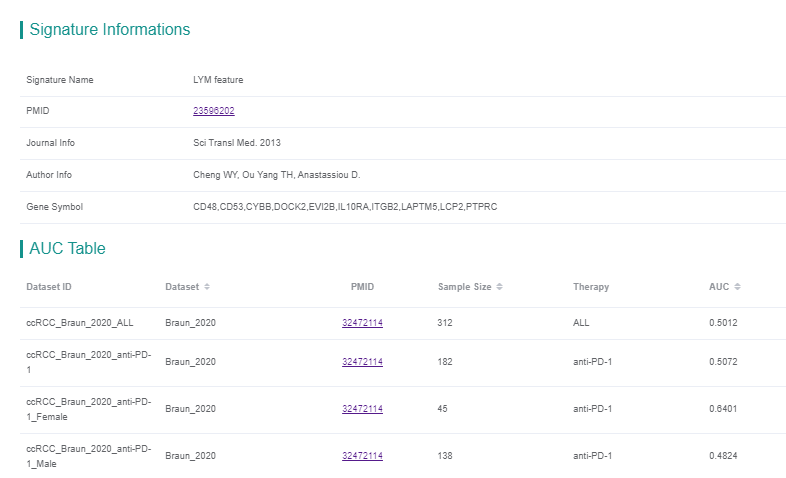 Signature Informations
Signature Name LYM feature
PMID 23596202
Journal Info Sci Transl Med. 2013
Author Info Cheng WY, Ou Yang TH, Anastassiou D.
Gene Symbol CD48,CD53,CYBB,DOCK2,EVI2B,IL10RA,ITGB2,LAPTM5,LCP2,PTPRC
AUC Table
Dataset ID Dataset PMID Sample Size Therapy AUC
ccRCC_Braun_2020_ALL Braun_2020 32472114 312 ALL 0.5012
ccRCC_Braun_2020_anti-PD-
1 Braun_2020 32472114 182 anti-PD-1 0.5072
ccRCC_Braun_2020_anti-PD-
1_Female Braun_2020 32472114 45 anti-PD-1 0.6401
ccRCC_Braun_2020_anti-PD-
1_Male Braun_2020 32472114 138 anti-PD-1 0.4824